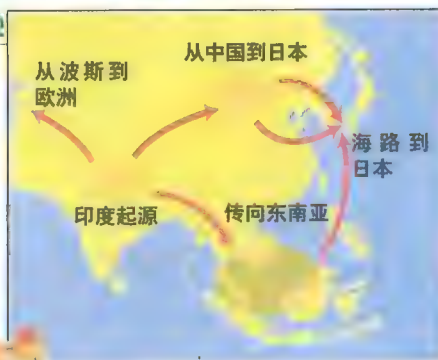 从中国到日本
从波斯到
欧洲
海路到
日本
印度起源
传向东南亚